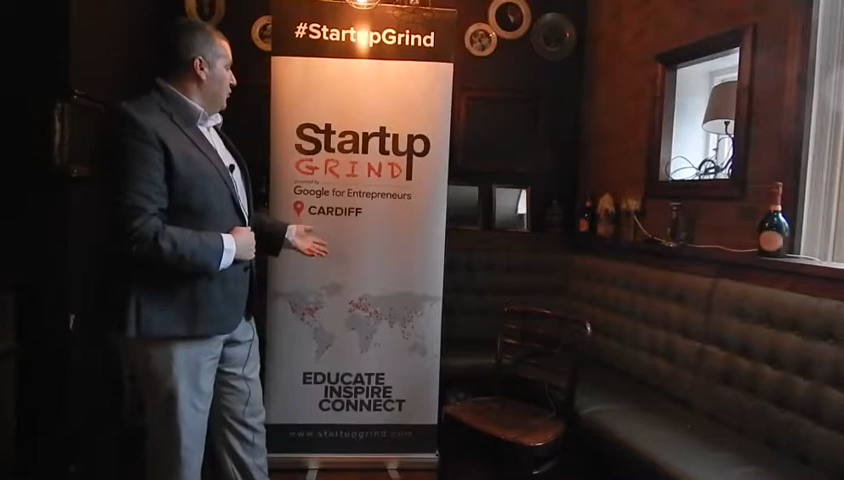 #StartupGrind
Startup
GRIND
powered by
Google for Entrepreneurs
CARDIFF
EDUCATE
INSPIRE
CONNECT
www.startupgrind.com